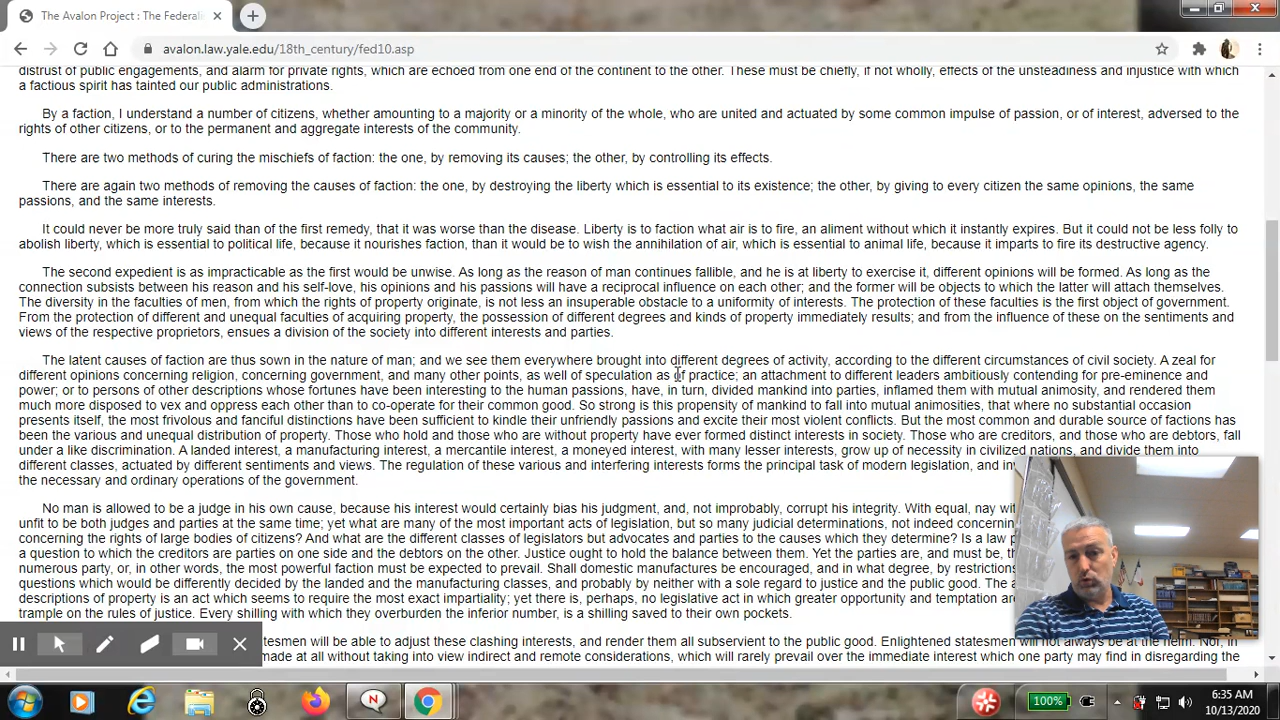 The Avalon Project : The Federali
avalon.law.yale.edu/18th_century/fed10.asp
distrust of public engagements, and alarm for private rights, which are echoed from one end of the continent to the other. These must be chiefly, if not wholly, effects of the unsteadiness and injustice with which
a factious spirit has tainted our public administrations.
By a faction, I understand a number of citizens, whether amounting to a majority or a minority of the whole, who are united and actuated by some common impulse of passion, or of interest, adversed to the
rights of other citizens, or to the permanent and aggregate interests of the community.
There are two methods of curing the mischiefs of faction: the one, by removing its causes; the other, by controlling its effects.
There are again two methods of removing the causes of faction: the one, by destroying the liberty which is essential to its existence; the other, by giving to every citizen the same opinions, the same
passions, and the same interests.
It could never be more truly said than of the first remedy, that it was worse than the disease. Liberty is to faction what air is to fire, an aliment without which it instantly expires. But it could not be less folly to
abolish liberty, which is essential to political life, because it nourishes faction, than it would be to wish the annihilation of air, which is essential to animal life, because it imparts to fire its destructive agency.
The second expedient is as impracticable as the first would be unwise. As long as the reason of man continues fallible, and he is at liberty to exercise it, different opinions will be formed. As long as the
connection subsists between his reason and his self-love, his opinions and his passions will have a reciprocal influence on each other; and the former will be objects to which the latter will attach themselves.
The diversity in the faculties of men, from which the rights of property originate, is not less an insuperable obstacle to a uniformity of interests. The protection of these faculties is the first object of government.
From the protection of different and unequal faculties of acquiring property, the possession of different degrees and kinds of property immediately results; and from the influence of these on the sentiments and
views of the respective proprietors, ensues a division of the society into different interests and parties.
The latent causes of faction are thus sown in the nature of man; and we see them everywhere brought into different degrees of activity, according to the different circumstances of civil society. A zeal for
different opinions concerning religion, concerning government, and many other points, as well of speculation as of practice; an attachment to different leaders ambitiously contending for pre-eminence and
power; or to persons of other descriptions whose fortunes have been interesting to the human passions, have, in turn, divided mankind into parties, inflamed them with mutual animosity, and rendered them
much more disposed to vex and oppress each other than to co-operate for their common good. So strong is this propensity of mankind to fall into mutual animosities, that where no substantial occasion
presents itself, the most frivolous and fanciful distinctions have been sufficient to kindle their unfriendly passions and excite their most violent conflicts. But the most common and durable source of factions has
been the various and unequal distribution of property. Those who hold and those who are without property have ever formed distinct interests in society. Those who are creditors, and those who are debtors, fall
under a like discrimination. A landed interest, a manufacturing interest, a mercantile interest, a moneyed interest, with many lesser interests, grow up of necessity in civilized nations, and divide them into
different classes, actuated by different sentiments and views. The regulation of these various and interfering interests forms the principal task of modern legislation, and in
the necessary and ordinary operations of the government.
No man is allowed to be a judge in his own cause, because his interest would certainly bias his judgment, and, not improbably, corrupt his integrity. With equal, nay wi
unfit to be both judges and parties at the same time; yet what are many of the most important acts of legislation, but so many judicial determinations, not indeed concernin
concerning the rights of large bodies of citizens? And what are the different classes of legislators but advocates and parties to the causes which they determine? Is a law p
a question to which the creditors are parties on one side and the debtors on the other. Justice ought to hold the balance between them. Yet the parties are, and must be, th
numerous party, or, in other words, the most powerful faction must be expected to prevail. Shall domestic manufactures be encouraged, and in what degree, by restrictions
questions which would be differently decided by the landed and the manufacturing classes, and probably by neither with a sole regard to justice and the public good. The a
descriptions of property is an act which seems to require the most exact impartiality; yet there is, perhaps, no legislative act in which greater opportunity and temptation are
trample on the rules of justice. Every shilling with which they overburden the inferior number, is a shilling saved to their own pockets.
tesmen will be able to adjust these clashing interests, and render them all subservient to the public good. Enlightened statesmen will not always be at the helm. Nor, in
made at all without taking into view indirect and remote considerations, which will rarely prevail over the immediate interest which one party may find in disregarding the
100%
6:35 AM
10/13/2020